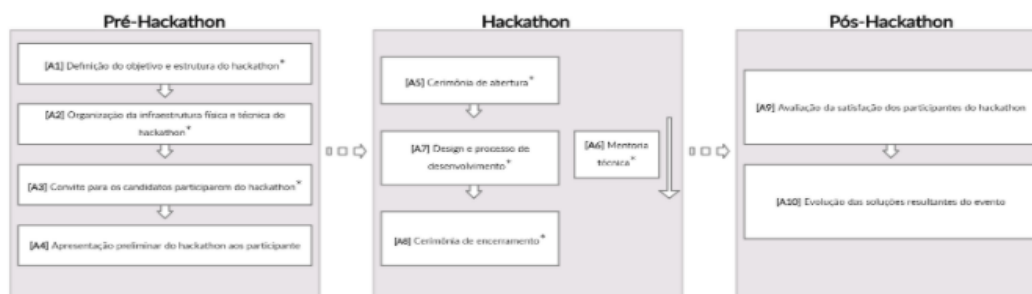 Pré-Hackathon
[A1] Definição do objetivo e estrutura do hackathon*
[A2] Organização da infraestrutura física e técnica do
hackathon*
[A3] Convite para os candidatos participarem do hackathon*
[A4] Apresentação preliminar do hackathon aos participante
Hackathon
[A5] Cerimônia de abertura*
[A7] Design e processo de
desenvolvimento*
[A6] Mentoria
técnica*
[A8] Cerimônia de encerramento*
Pós-Hackathon
[A9] Avaliação da satisfação dos participantes do hackathon
[A10] Evolução das soluções resultantes do evento